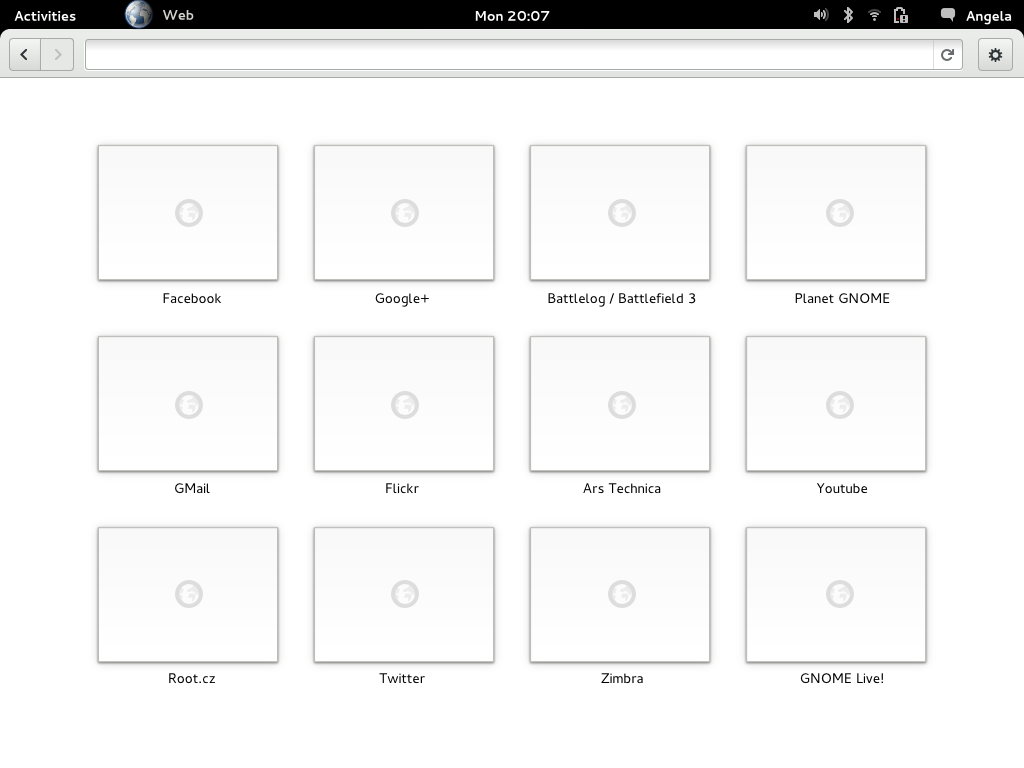 Activities Web Mon 20:07 Angela
Facebook Google+ Battlelog / Battlefield 3 Planet GNOME
GMail Flickr Ars Technica Youtube
Root.cz Twitter Zimbra GNOME Live!